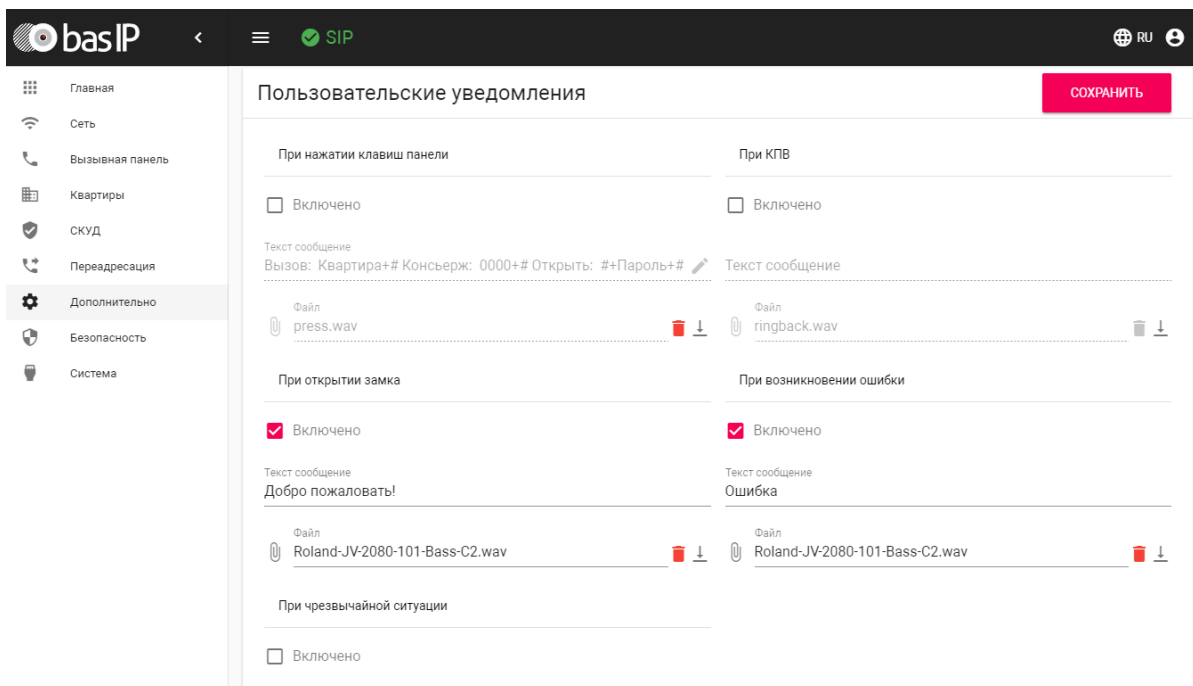 basIP
SIP
RU
Главная
Сеть
Вызывная панель
Квартиры
СКУД
Переадресация
Дополнительно
Безопасность
Система
Пользовательские уведомления
СОХРАНИТЬ
При нажатии клавиш панели
Включено
Текст сообщение
Вызов: Квартира+# Консьерж: 0000+# Открыть: #+Пароль+#
Файл
press.wav
При КПВ
Включено
Текст сообщение
Файл
ringback.wav
При открытии замка
Включено
Текст сообщение
Добро пожаловать!
Файл
Roland-JV-2080-101-Bass-C2.wav
При возникновении ошибки
Включено
Текст сообщение
Ошибка
Файл
Roland-JV-2080-101-Bass-C2.wav
При чрезвычайной ситуации
Включено